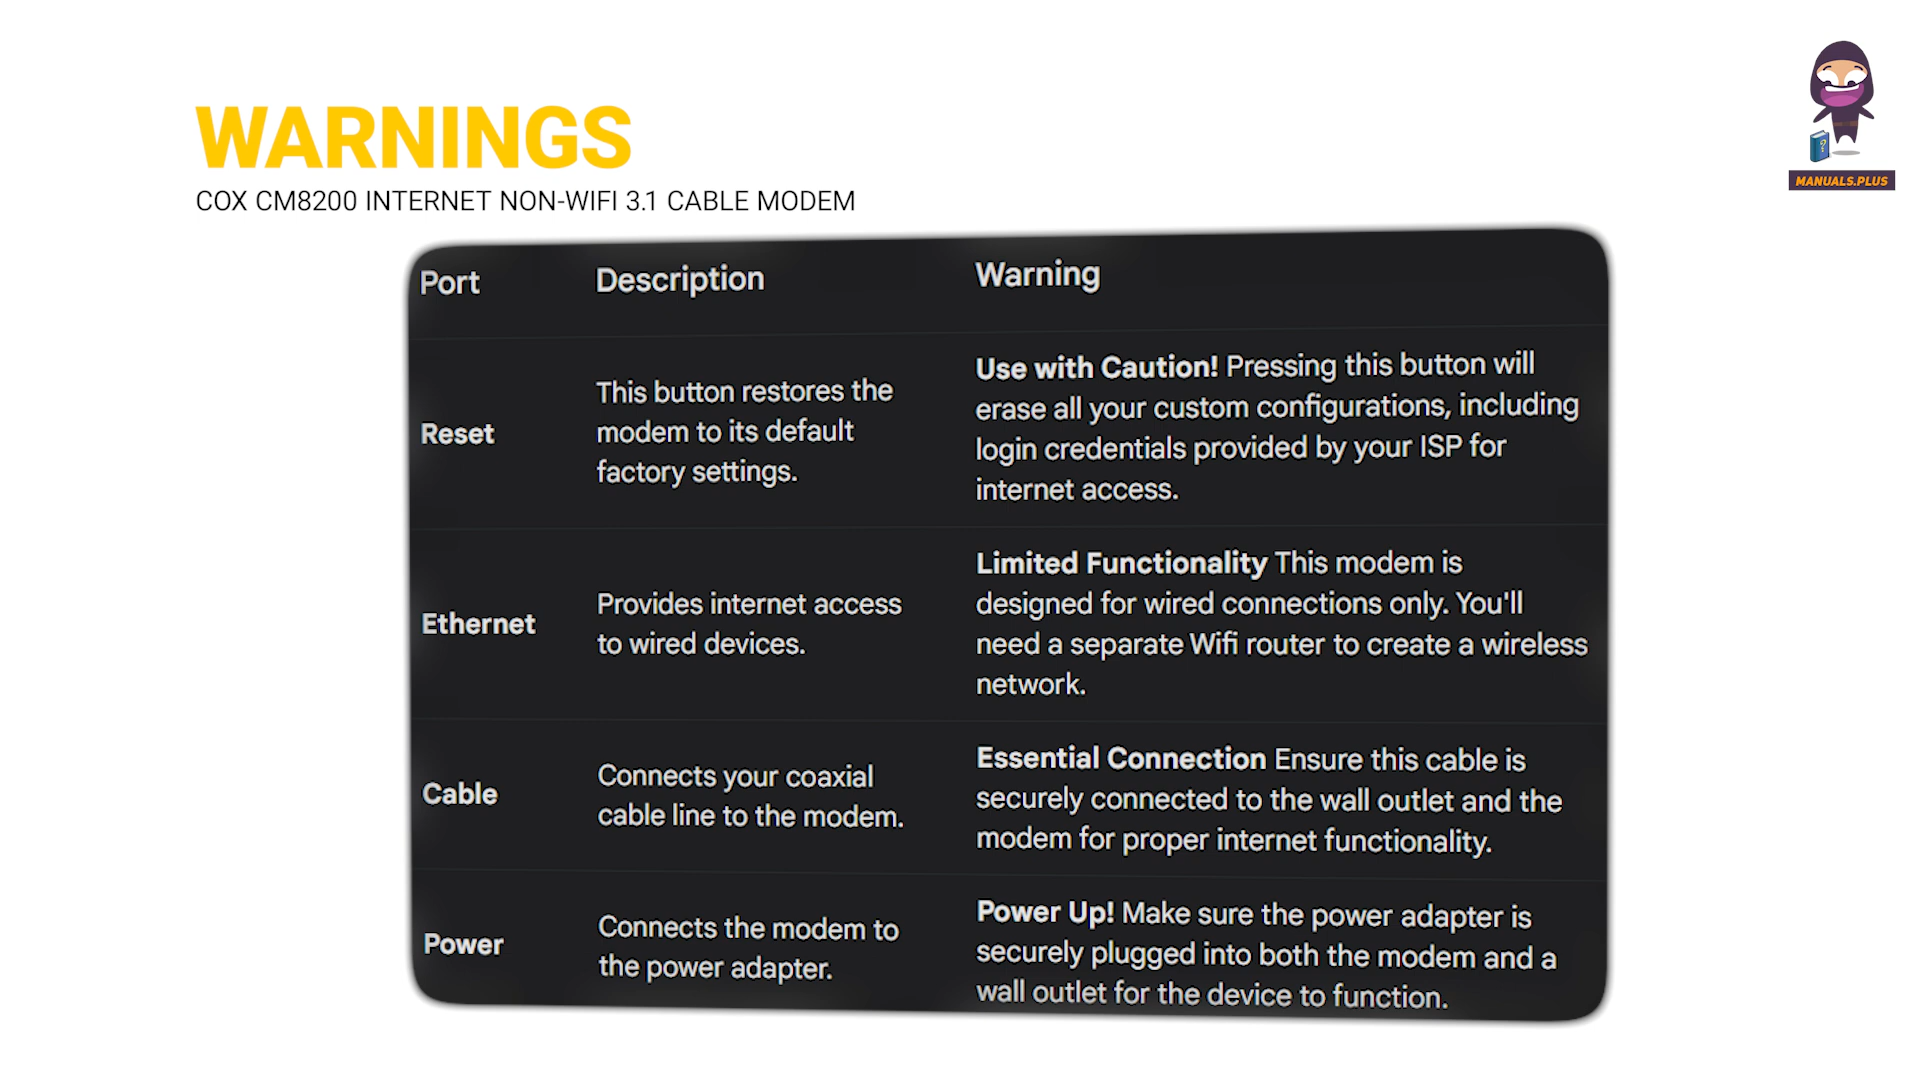 WARNINGS
COX CM8200 INTERNET NON-WIFI 3.1 CABLE MODEM
?
MANUALS.PLUS
Port Description Warning
Reset
This button restores the
modem to its default
factory settings.
Use with Caution! Pressing this button will
erase all your custom configurations, including
login credentials provided by your ISP for
internet access.
Ethernet
Provides internet access
to wired devices.
Limited Functionality This modem is
designed for wired connections only. You'll
need a separate Wifi router to create a wireless
network.
Cable
Connects your coaxial
cable line to the modem.
Essential Connection Ensure this cable is
securely connected to the wall outlet and the
modem for proper internet functionality.
Power
Connects the modem to
the power adapter.
Power Up! Make sure the power adapter is
securely plugged into both the modem and a
wall outlet for the device to function.